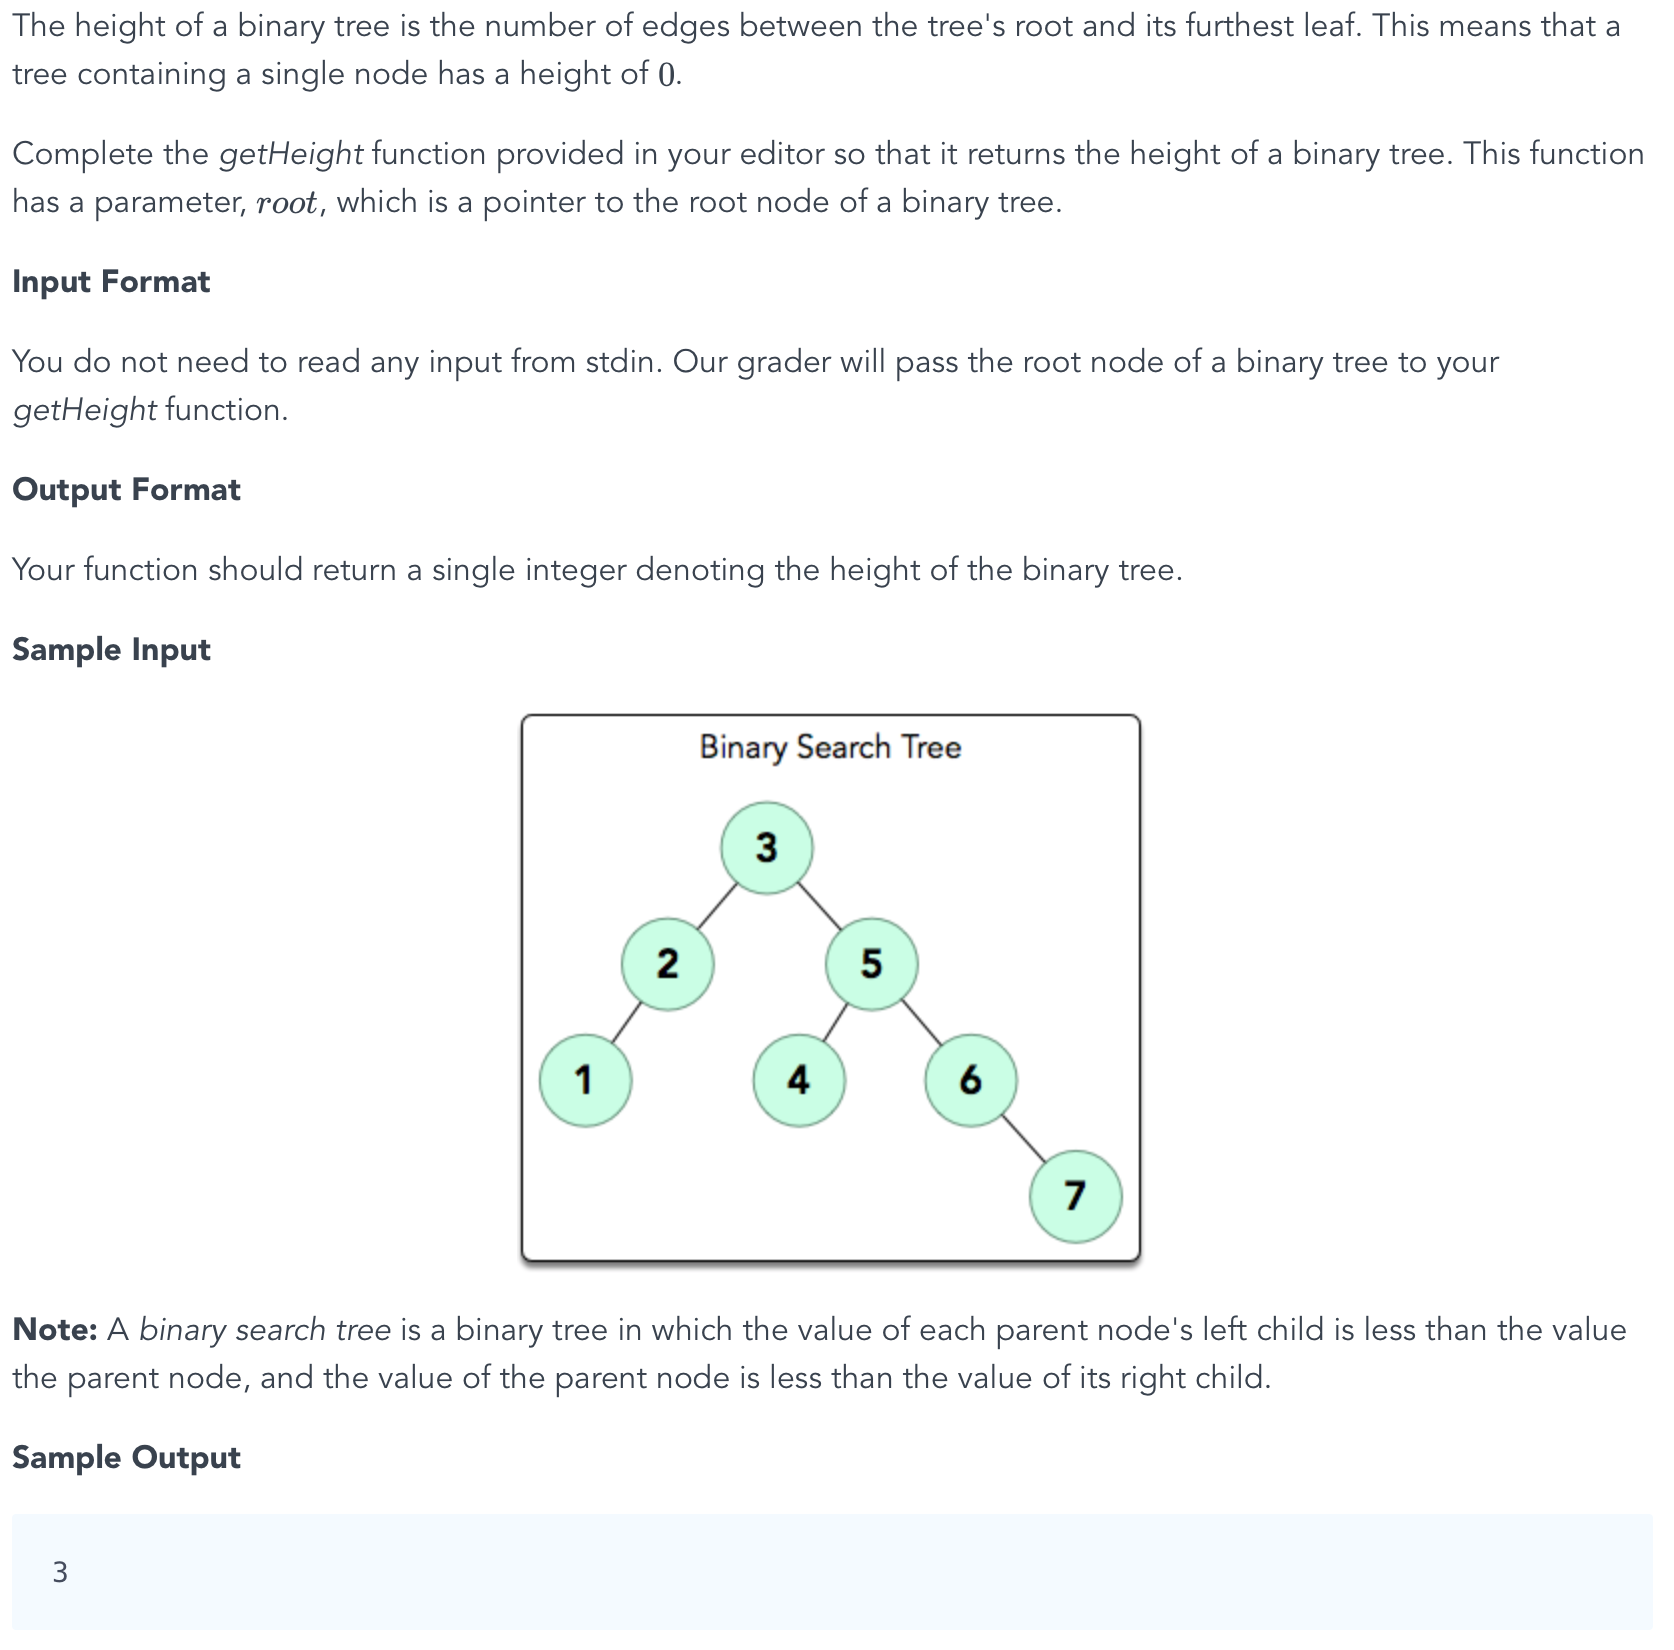 The height of a binary tree is the number of edges between the tree's root and its furthest leaf. This means that a
tree containing a single node has a height of 0.
Complete the getHeight function provided in your editor so that it returns the height of a binary tree. This function
has a parameter, root, which is a pointer to the root node of a binary tree.
Input Format
You do not need to read any input from stdin. Our grader will pass the root node of a binary tree to your
getHeight function.
Output Format
Your function should return a single integer denoting the height of the binary tree.
Sample Input
Binary Search Tree
3
2 5
1 4 6
7
Note: A binary search tree is a binary tree in which the value of each parent node's left child is less than the value
the parent node, and the value of the parent node is less than the value of its right child.
Sample Output
3